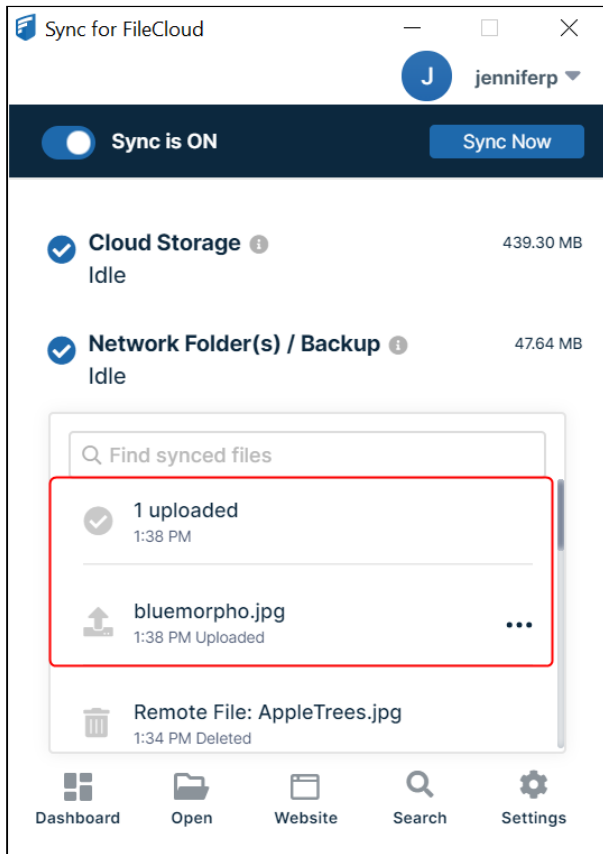 Sync for FileCloud
J jenniferp
Sync is ON Sync Now
Cloud Storage 439.30 MB
Idle
Network Folder(s) / Backup 47.64 MB
Idle
Find synced files
1 uploaded
1:38 PM
bluemorpho.jpg
1:38 PM Uploaded
Remote File: AppleTrees.jpg
1:34 PM Deleted
Dashboard Open Website Search Settings